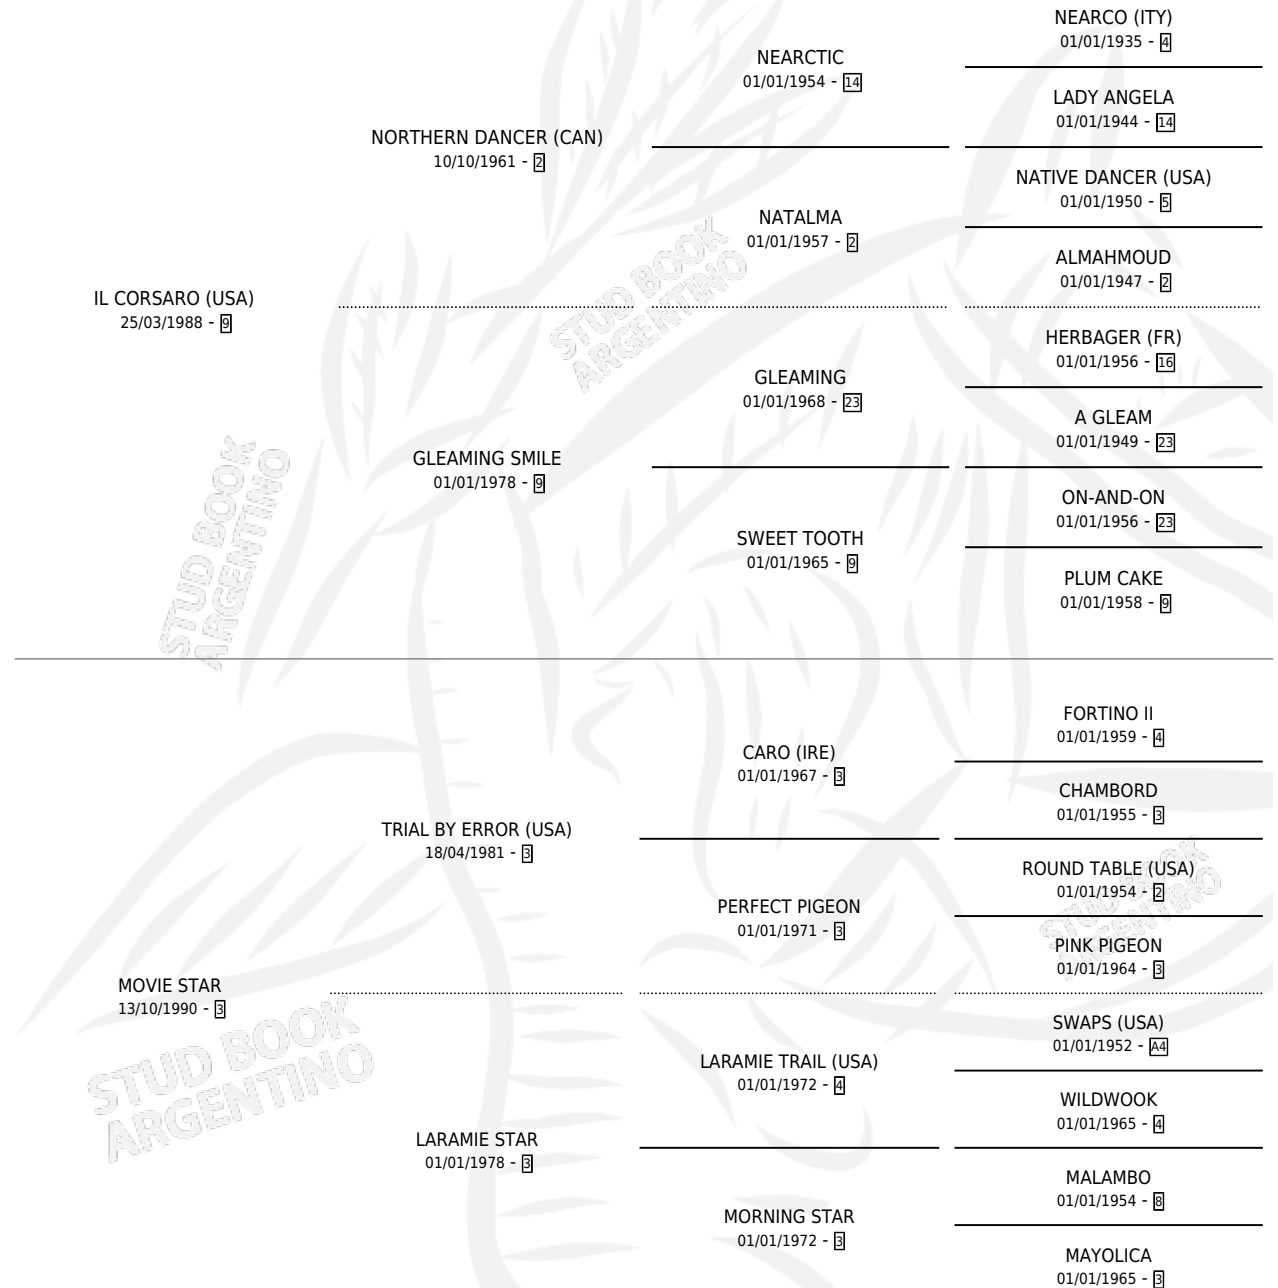 NEARCO (ITY)
01/01/1935 - 4
NEARCTIC
01/01/1954 - 14
LADY ANGELA
01/01/1944 - 14
NORTHERN DANCER (CAN)
10/10/1961 - 2
NATIVE DANCER (USA)
01/01/1950 - 5
NATALMA
01/01/1957 - 2
ALMAHMOUD
01/01/1947 - 2
IL CORSARO (USA)
25/03/1988 - 9
HERBAGER (FR)
01/01/1956 - 16
GLEAMING
01/01/1968 - 23
A GLEAM
01/01/1949 - 23
GLEAMING SMILE
01/01/1978 - 9
ON-AND-ON
01/01/1956 - 23
SWEET TOOTH
01/01/1965 - 9
PLUM CAKE
01/01/1958 - 9
STUD BOOK
ARGENTINO
STUD BOOK
ARGENTINO
FORTINO II
01/01/1959 - 4
CARO (IRE)
01/01/1967 - 3
CHAMBORD
01/01/1955 - 3
TRIAL BY ERROR (USA)
18/04/1981 - 3
ROUND TABLE (USA)
01/01/1954 - 2
PERFECT PIGEON
01/01/1971 - 3
PINK PIGEON
01/01/1964 - 3
MOVIE STAR
13/10/1990 - 3
SWAPS (USA)
01/01/1952 - A4
LARAMIE TRAIL (USA)
01/01/1972 - 4
WILDWOOK
01/01/1965 - 4
LARAMIE STAR
01/01/1978 - 3
MALAMBO
01/01/1954 - 8
MORNING STAR
01/01/1972 - 3
MAYOLICA
01/01/1965 - 3
STUD BOOK
ARGENTINO
STUD BOOK
ARGENTINO